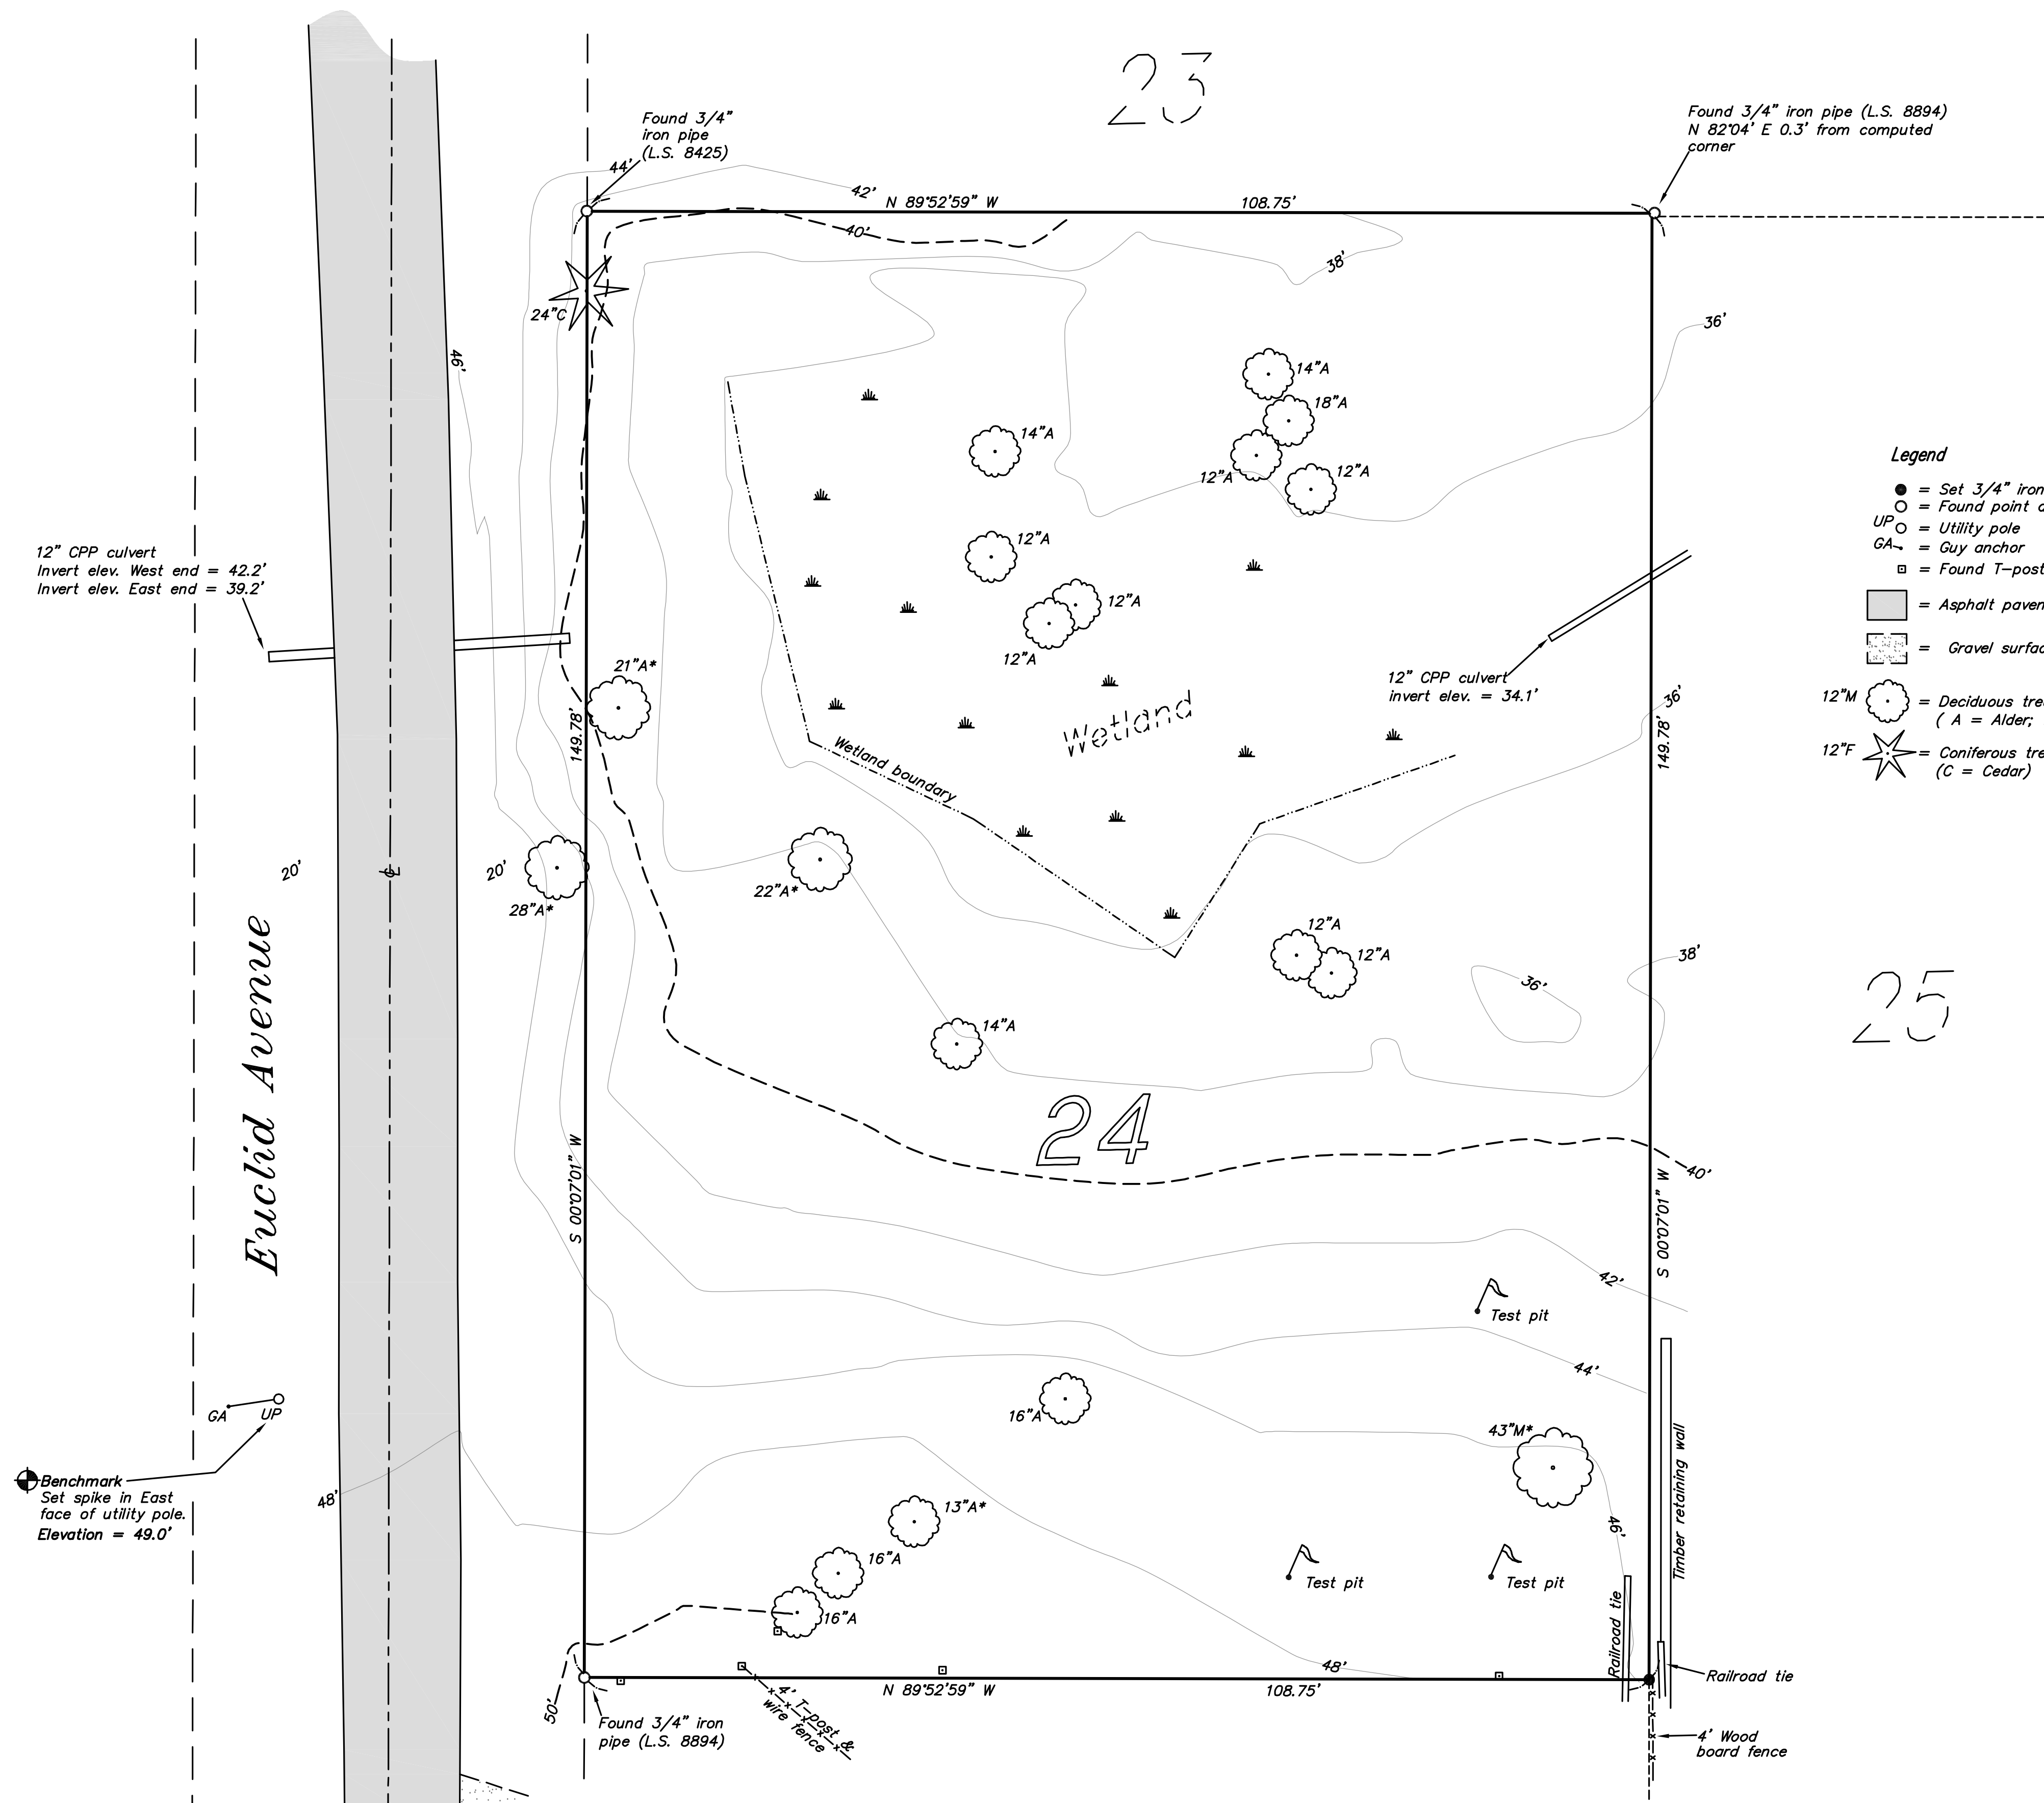 23
Found 3/4" iron pipe (L.S. 8894)
N 82°04' E 0.3' from computed
corner
Found 3/4"
iron pipe
(L.S. 8425)
44'
42'
N 89°52'59" W
108.75'
40'
38'
24"C
36'
46'
14"A
18"A
14"A
12"A
12"A
Legend
= Set 3/4" iron
= Found point
UP
= Utility pole
GA
= Guy anchor
= Found T-post
= Asphalt
= Gravel
12"M
= Deciduous
( A = Alder;
12"F
= Coniferous
(C = Cedar)
12" CPP culvert
Invert elev. West end = 42.2'
Invert elev. East end = 39.2'
12"A
12"A
12"A
21"A*
12" CPP culvert
invert elev. = 34.1'
36'
149.78'
149.78'
Wetland
Wetland boundary
20'
20'
℄
22"A*
28"A*
12"A
12"A
38'
36'
25
14"A
Euclid Avenue
24
40'
S 00°07'01" W
S 00°07'01" W
42'
Test pit
44'
GA
UP
16"A
43"M*
Timber retaining wall
Benchmark
Set spike in East
face of utility pole.
Elevation = 49.0'
48'
13"A*
46'
16"A
Test pit
Test pit
16"A
Railroad tie
48'
Railroad tie
N 89°52'59" W
108.75'
50'
4' T-post &
wire fence
Found 3/4" iron
pipe (L.S. 8894)
4' Wood
board fence